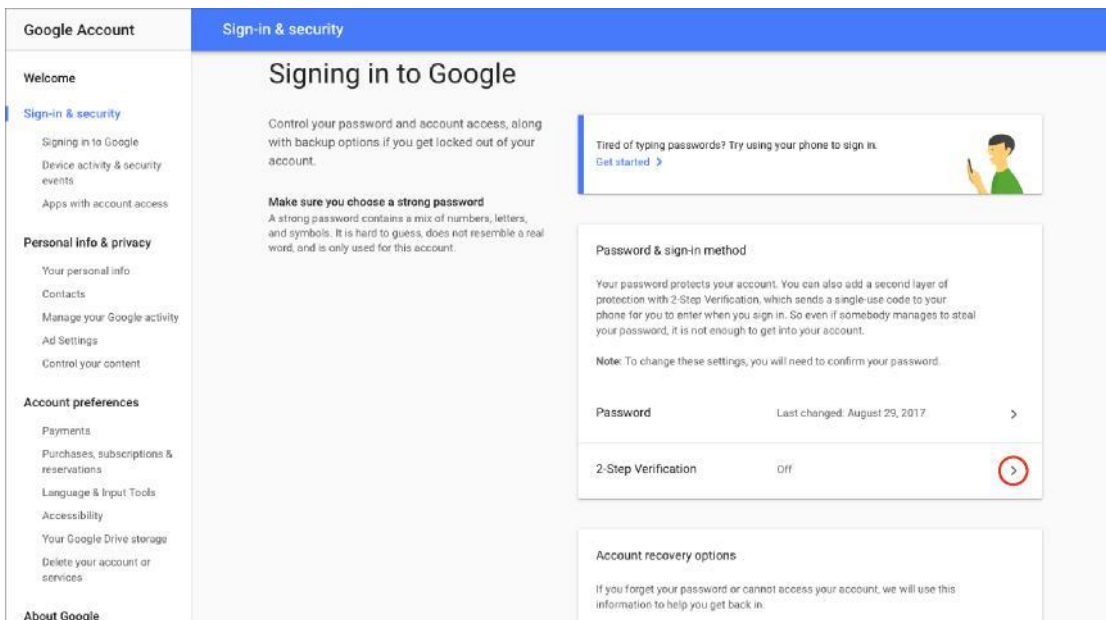 Google Account
Sign-in & security
Welcome
Sign-in & security
Signing in to Google
Device activity & security
events
Apps with account access
Personal info & privacy
Your personal info
Contacts
Manage your Google activity
Ad Settings
Control your content
Account preferences
Payments
Purchases, subscriptions &
reservations
Language & Input Tools
Accessibility
Your Google Drive storage
Delete your account or
services
About Google
Signing in to Google
Control your password and account access, along
with backup options if you get locked out of your
account.
Make sure you choose a strong password
A strong password contains a mix of numbers, letters,
and symbols. It is hard to guess, does not resemble a real
word, and is only used for this account.
Tired of typing passwords? Try using your phone to sign in.
Get started
Password & sign-in method
Your password protects your account. You can also add a second layer of
protection with 2-Step Verification, which sends a single-use code to your
phone for you to enter when you sign in. So even if somebody manages to steal
your password, it is not enough to get into your account.
Note: To change these settings, you will need to confirm your password.
Password Last changed: August 29, 2017
2-Step Verification Off
Account recovery options
If you forget your password or cannot access your account, we will use this
information to help you get back in.